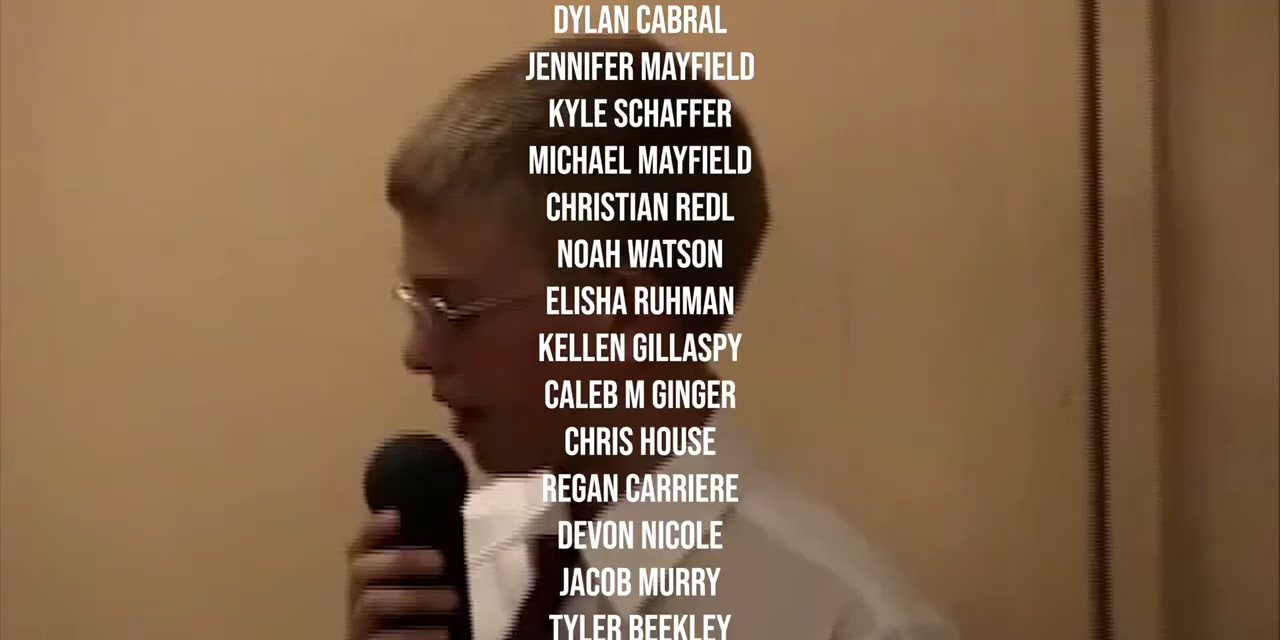 DYLAN CABRAL
JENNIFER MAYFIELD
KYLE SCHAFFER
MICHAEL MAYFIELD
CHRISTIAN REDL
NOAH WATSON
ELISHA RUHMAN
KELLEN GILLASPY
CALEB M GINGER
CHRIS HOUSE
REGAN CARRIERE
DEVON NICOLE
JACOB MURRY
TYLER BEEKLEY